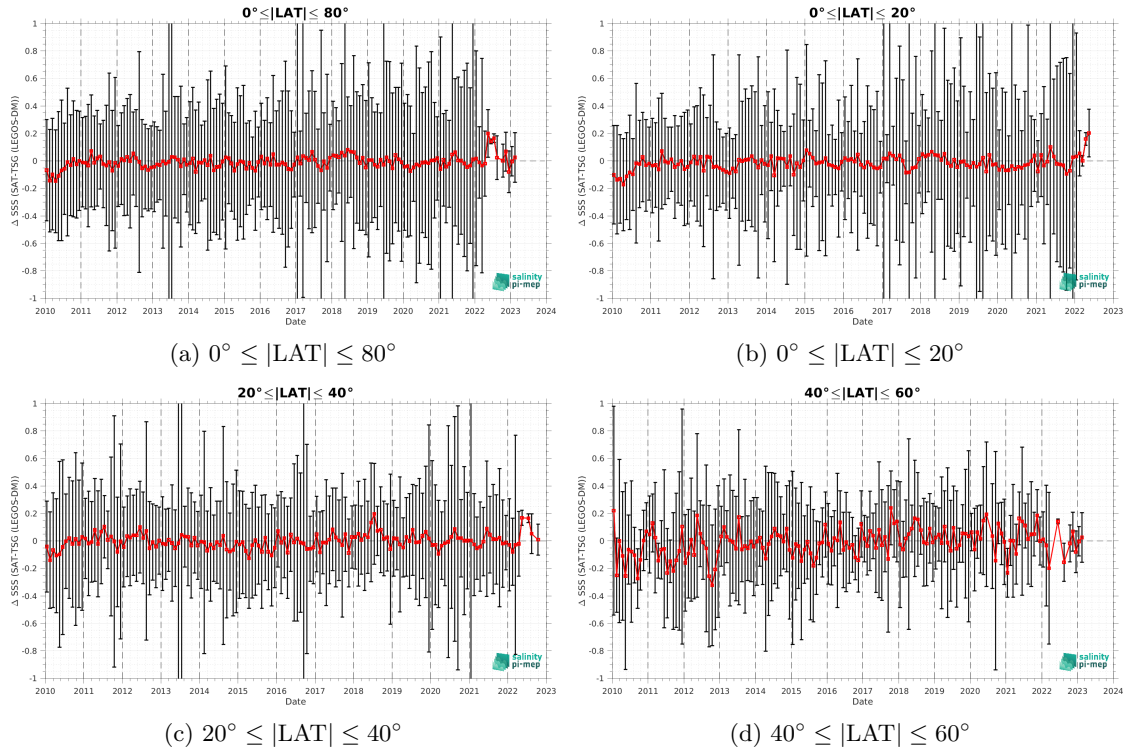 0°≤|LAT|≤ 80°
Δ SSS (SAT-TSG (LEGOS-DM))
1
0.8
0.6
0.4
0.2
0
-0.2
-0.4
-0.6
-0.8
-1
2010 2011 2012 2013 2014 2015 2016 2017 2018 2019 2020 2021 2022 2023 2024
Date
salinity
pi-mep
(a) 0° ≤ |LAT| ≤ 80°
0°≤|LAT|≤ 20°
Δ SSS (SAT-TSG (LEGOS-DM))
1
0.8
0.6
0.4
0.2
0
-0.2
-0.4
-0.6
-0.8
-1
2010 2011 2012 2013 2014 2015 2016 2017 2018 2019 2020 2021 2022 2023
Date
salinity
pi-mep
(b) 0° ≤ |LAT| ≤ 20°
20°≤|LAT|≤ 40°
Δ SSS (SAT-TSG (LEGOS-DM))
1
0.8
0.6
0.4
0.2
0
-0.2
-0.4
-0.6
-0.8
-1
2010 2011 2012 2013 2014 2015 2016 2017 2018 2019 2020 2021 2022 2023
Date
salinity
pi-mep
(c) 20° ≤ |LAT| ≤ 40°
40°≤|LAT|≤ 60°
Δ SSS (SAT-TSG (LEGOS-DM))
1
0.8
0.6
0.4
0.2
0
-0.2
-0.4
-0.6
-0.8
-1
2010 2011 2012 2013 2014 2015 2016 2017 2018 2019 2020 2021 2022 2023 2024
Date
salinity
pi-mep
(d) 40° ≤ |LAT| ≤ 60°